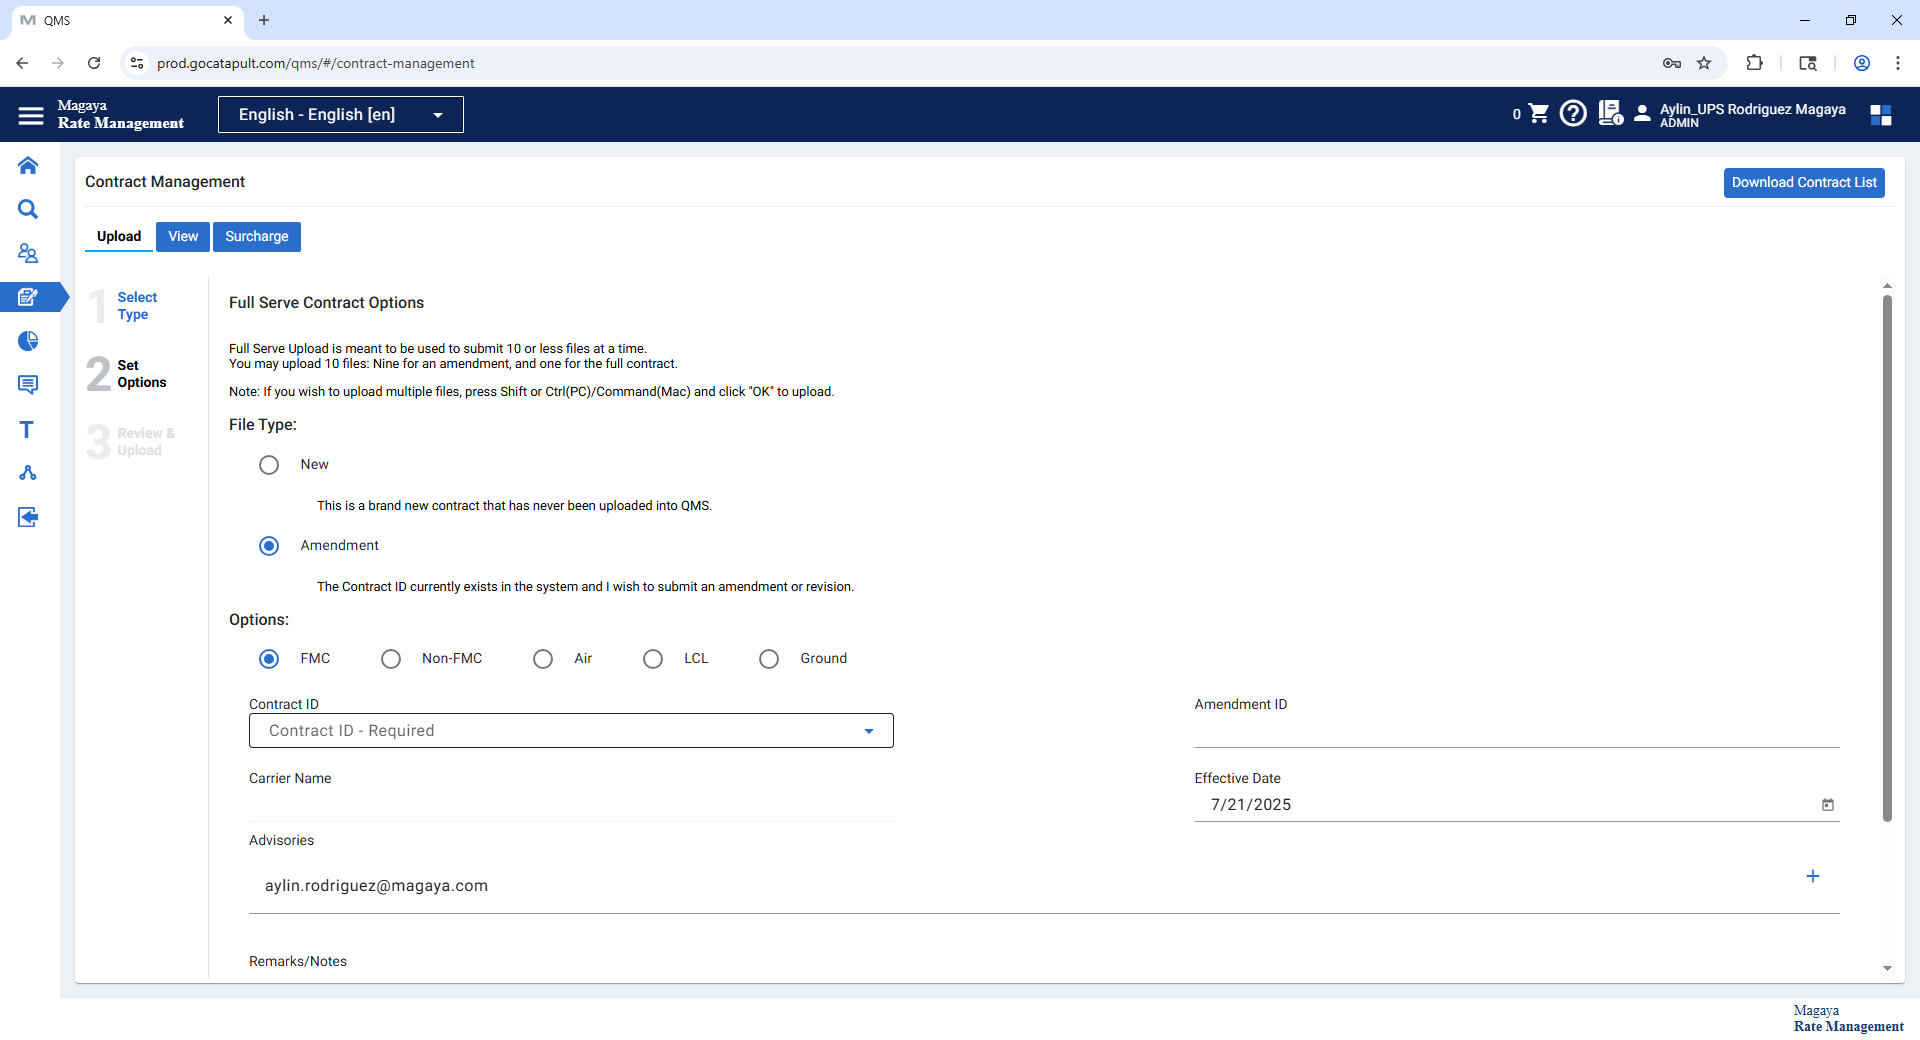 QMS
prod.gocatapult.com/qms/#/contract-management
Magaya
Rate Management
English - English [en]
0
Aylin_UPS Rodriguez Magaya
ADMIN
Contract Management
Download Contract List
Upload
View
Surcharge
1 Select
Type
2 Set
Options
3 Review &
Upload
Full Serve Contract Options
Full Serve Upload is meant to be used to submit 10 or less files at a time.
You may upload 10 files: Nine for an amendment, and one for the full contract.
Note: If you wish to upload multiple files, press Shift or Ctrl(PC)/Command(Mac) and click "OK" to upload.
File Type:
New
This is a brand new contract that has never been uploaded into QMS.
Amendment
The Contract ID currently exists in the system and I wish to submit an amendment or revision.
Options:
FMC
Non-FMC
Air
LCL
Ground
Contract ID
Contract ID - Required
Amendment ID
Carrier Name
Effective Date
7/21/2025
Advisories
aylin.rodriguez@magaya.com
Remarks/Notes
Magaya
Rate Management